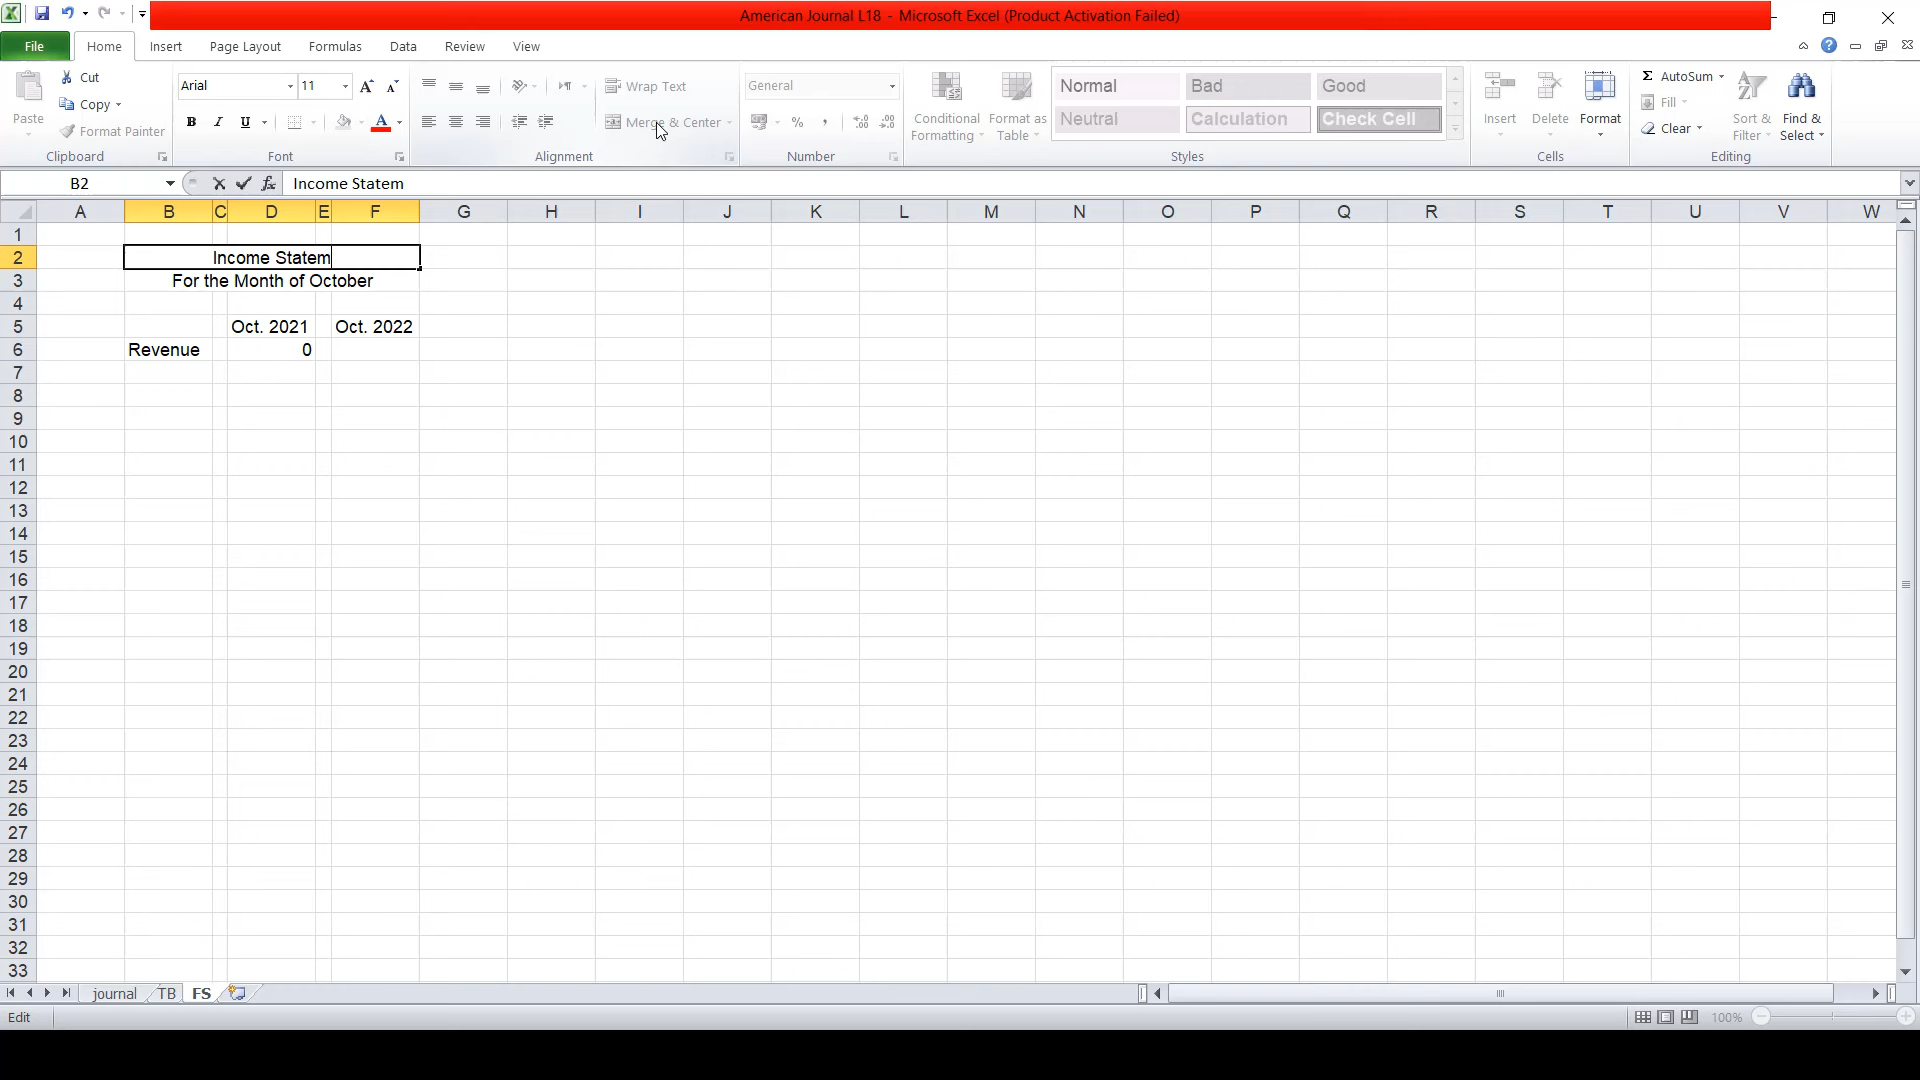 American Journal L18 - Microsoft Excel (Product Activation Failed)
File Home Insert Page Layout Formulas Data Review View
Cut
Copy
Format Painter
Paste
Clipboard
Arial 11
B I U A
Font
Wrap Text
Merge & Center
Alignment
General
%
Number
Conditional Formatting
Format as Table
Normal Bad Good
Neutral Calculation Check Cell
Styles
Insert Delete Format
Cells
Σ AutoSum
Fill
Clear
Sort & Filter
Find & Select
Editing
B2 fx Income Statem
A B C D E F G H I J K L M N O P Q R S T U V W
1
2 Income Statem
3 For the Month of October
4
5 Oct. 2021 Oct. 2022
6 Revenue 0
7
8
9
10
11
12
13
14
15
16
17
18
19
20
21
22
23
24
25
26
27
28
29
30
31
32
33
journal TB FS
Edit 100%